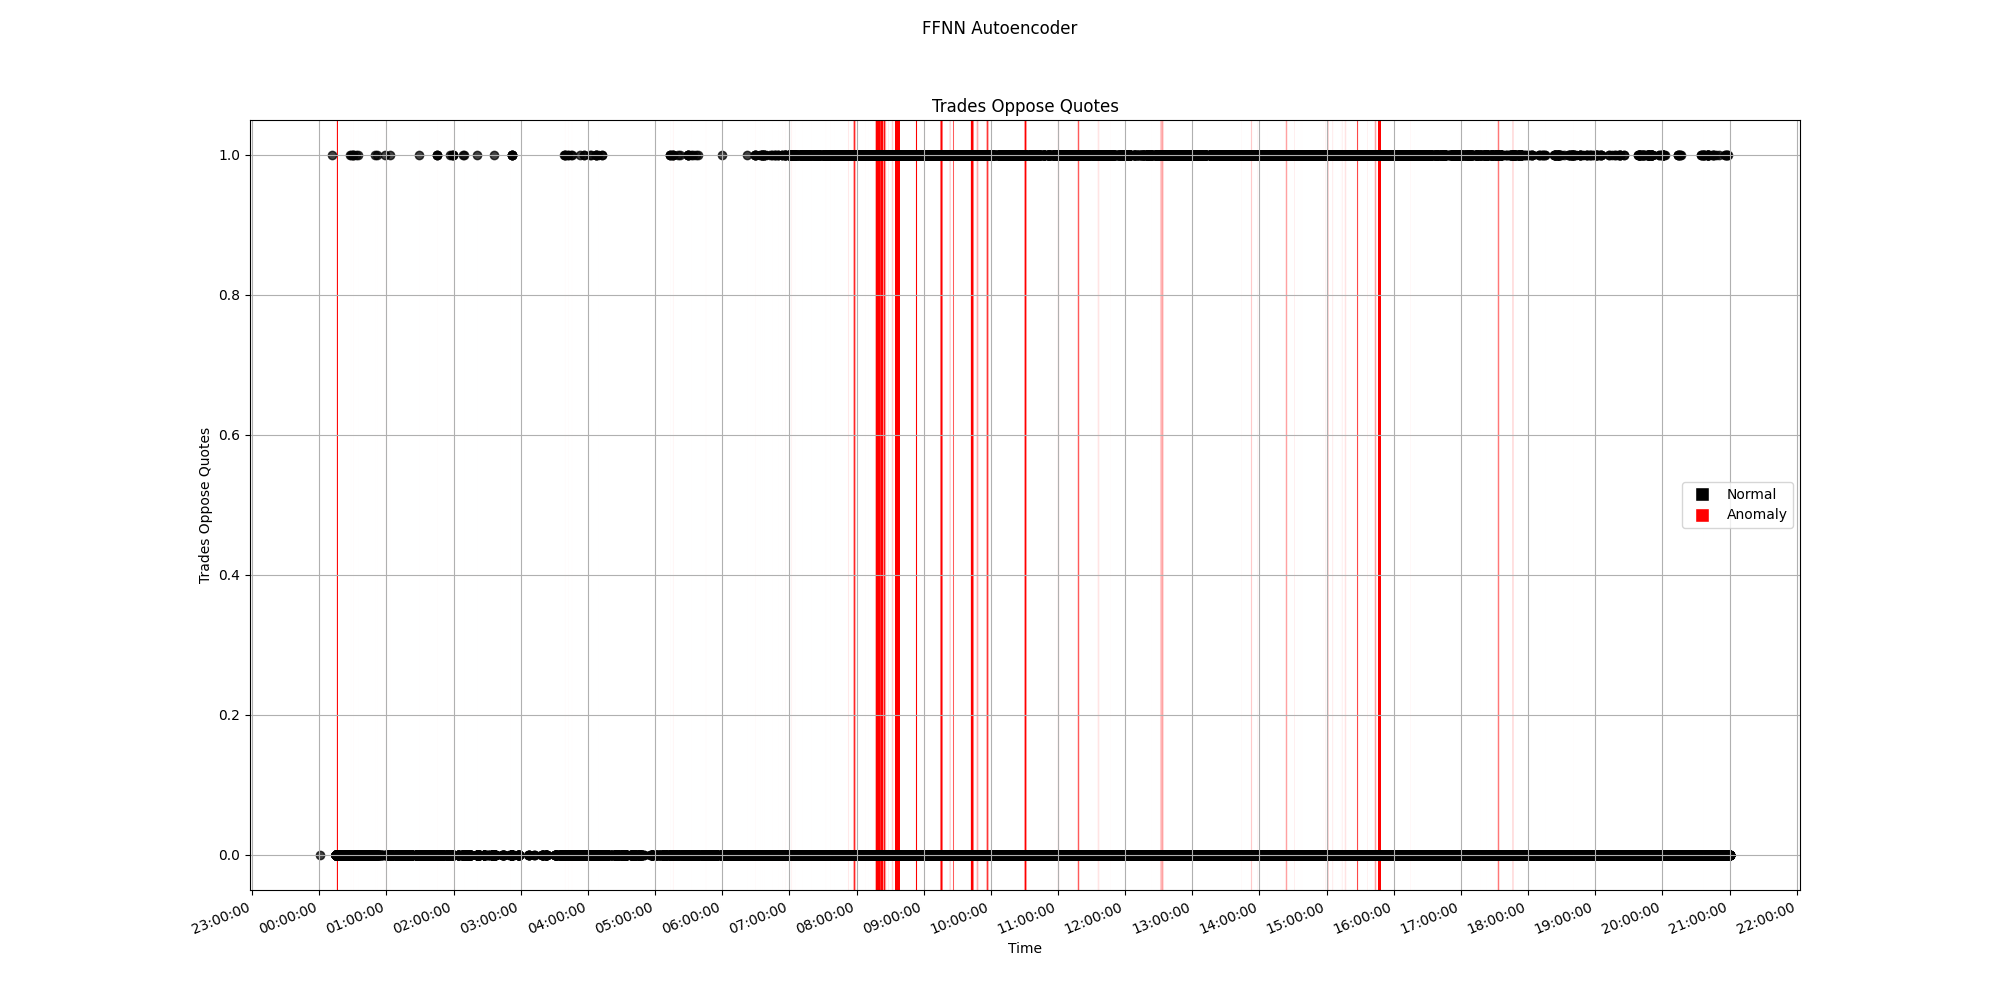 FFNN Autoencoder
Trades Oppose Quotes
Trades Oppose Quotes
1.0
0.8
0.6
0.4
0.2
0.0
Normal
Anomaly
23:00:00 00:00:00 01:00:00 02:00:00 03:00:00 04:00:00 05:00:00 06:00:00 07:00:00 08:00:00 09:00:00 10:00:00 11:00:00 12:00:00 13:00:00 14:00:00 15:00:00 16:00:00 17:00:00 18:00:00 19:00:00 20:00:00 21:00:00 22:00:00
Time